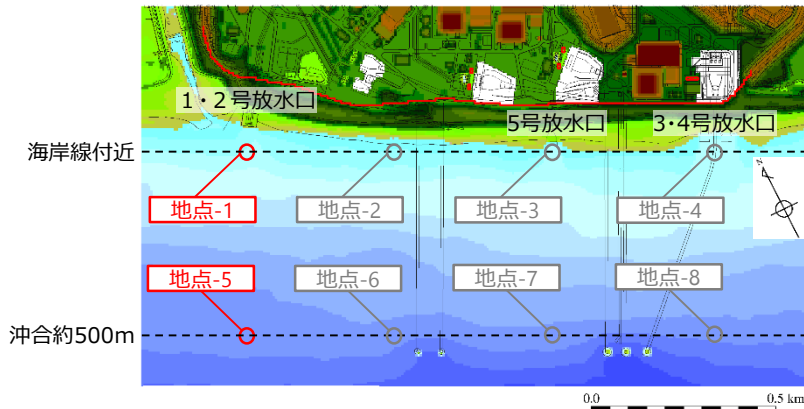 1・2号放水口
5号放水口
3・4号放水口
海岸線付近
地点-1
地点-2
地点-3
地点-4
地点-5
地点-6
地点-7
地点-8
沖合約500m
0.0
0.5 km